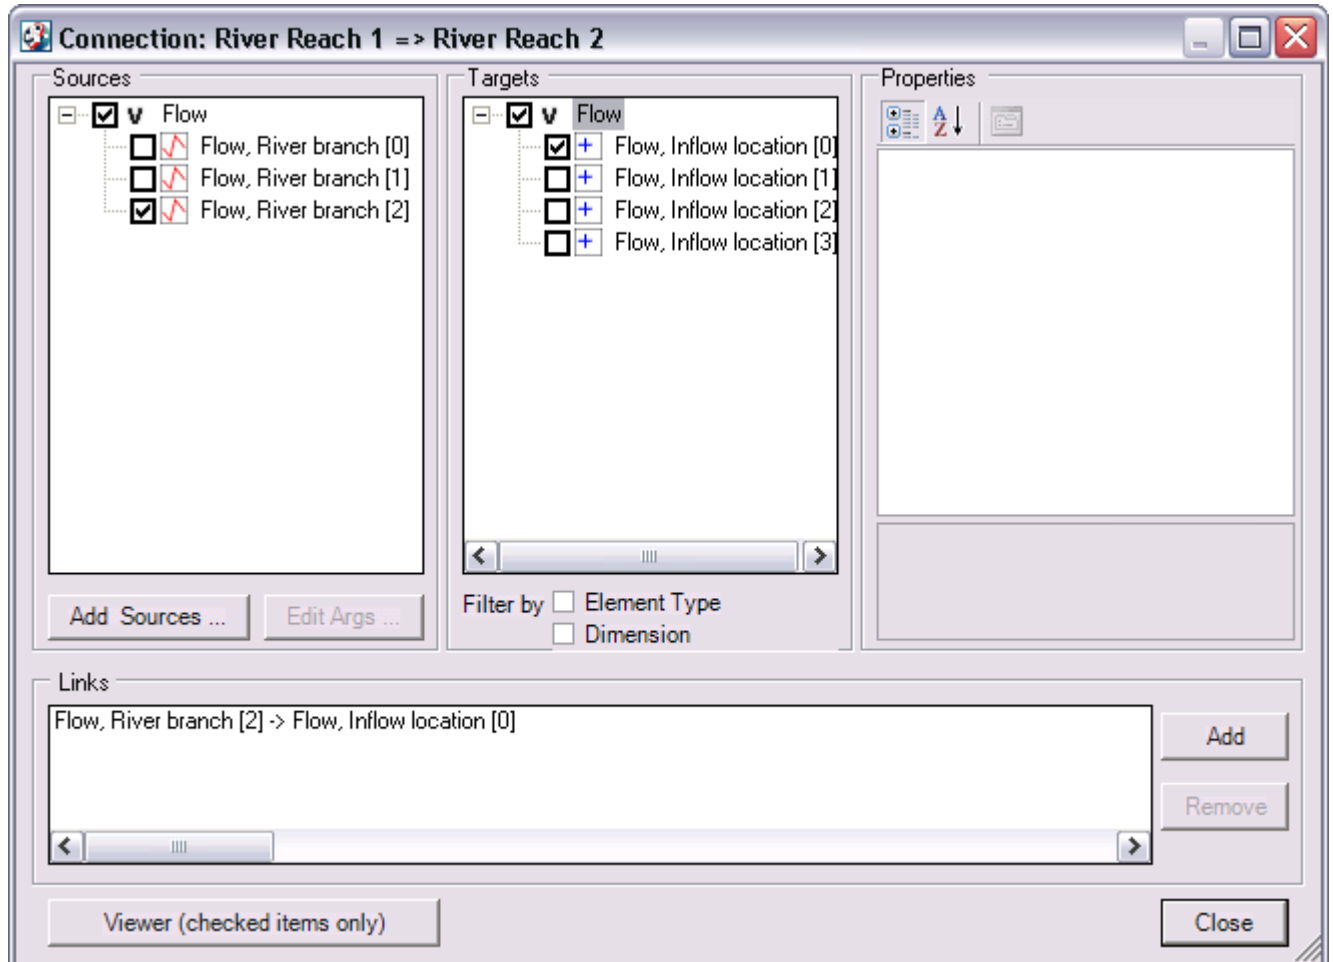 Connection: River Reach 1 => River Reach 2
Sources
Flow
Flow, River branch [0]
Flow, River branch [1]
Flow, River branch [2]
Add Sources ...
Edit Args ...
Targets
Flow
Flow, Inflow location [0]
Flow, Inflow location [1]
Flow, Inflow location [2]
Flow, Inflow location [3]
Filter by
Element Type
Dimension
Properties
A
Z
Links
Flow, River branch [2] -> Flow, Inflow location [0]
Add
Remove
Viewer (checked items only)
Close